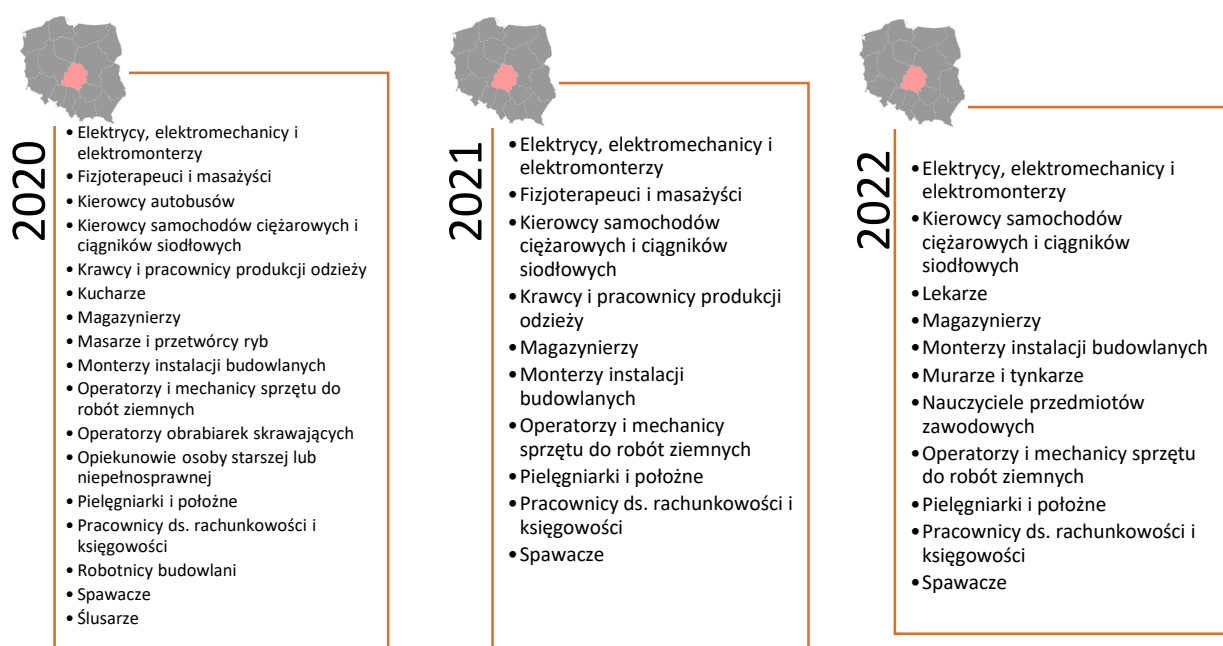 2020
• Elektrycy, elektromechanicy i
elektromonterzy
• Fizjoterapeuci i masażyści
• Kierowcy autobusów
• Kierowcy samochodów ciężarowych i
ciągników siodłowych
• Krawcy i pracownicy produkcji odzieży
• Kucharze
• Magazynierzy
• Masarze i przetwórcy ryb
• Monterzy instalacji budowlanych
• Operatorzy i mechanicy sprzętu do
robót ziemnych
• Operatorzy obrabiarek skrawających
• Opiekunowie osoby starszej lub
niepełnosprawnej
• Pielęgniarki i położne
• Pracownicy ds. rachunkowości i
księgowości
• Robotnicy budowlani
• Spawacze
• Ślusarze
2021
• Elektrycy, elektromechanicy i
elektromonterzy
• Fizjoterapeuci i masażyści
• Kierowcy samochodów
ciężarowych i ciągników
siodłowych
• Krawcy i pracownicy produkcji
odzieży
• Magazynierzy
• Monterzy instalacji
budowlanych
• Operatorzy i mechanicy
sprzętu do robót ziemnych
• Pielęgniarki i położne
• Pracownicy ds. rachunkowości i
księgowości
• Spawacze
2022
• Elektrycy, elektromechanicy i
elektromonterzy
• Kierowcy samochodów
ciężarowych i ciągników
siodłowych
• Lekarze
• Magazynierzy
• Monterzy instalacji budowlanych
• Murarze i tynkarze
• Nauczyciele przedmiotów
zawodowych
• Operatorzy i mechanicy sprzętu
do robót ziemnych
• Pielęgniarki i położne
• Pracownicy ds. rachunkowości i
księgowości
• Spawacze